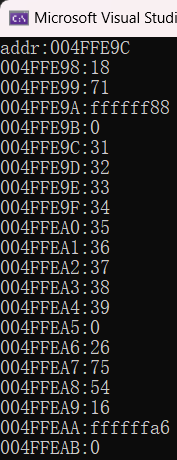 Microsoft Visual Studi
addr:004FFE9C
004FFE98:18
004FFE99:71
004FFE9A:ffffff88
004FFE9B:0
004FFE9C:31
004FFE9D:32
004FFE9E:33
004FFE9F:34
004FFEA0:35
004FFEA1:36
004FFEA2:37
004FFEA3:38
004FFEA4:39
004FFEA5:0
004FFEA6:26
004FFEA7:75
004FFEA8:54
004FFEA9:16
004FFEAA:ffffffa6
004FFEAB:0